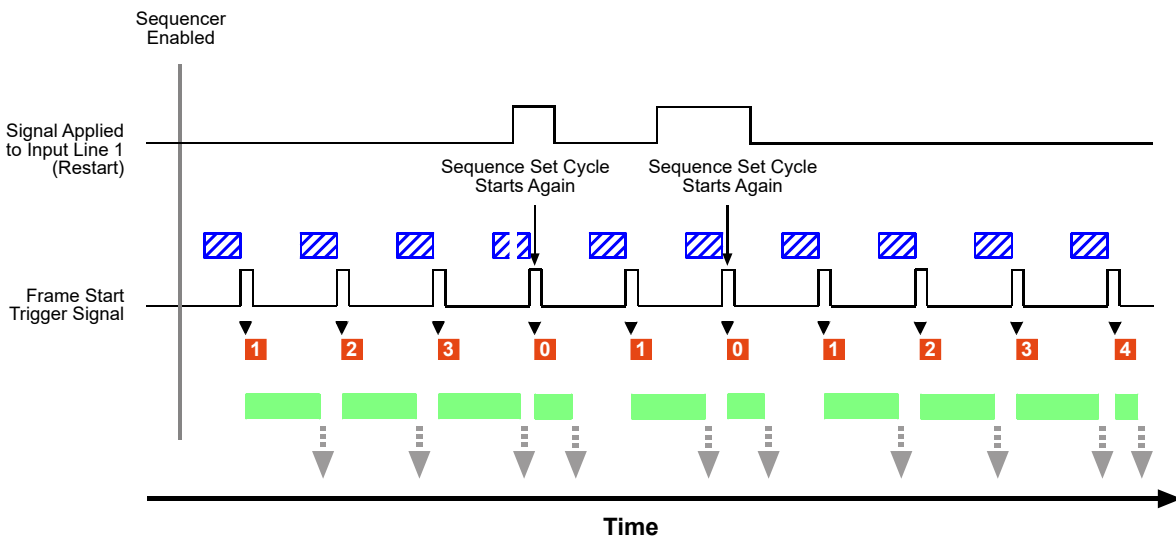 Sequencer
Enabled
Signal Applied
to Input Line 1
(Restart)
Sequence Set Cycle
Starts Again
Sequence Set Cycle
Starts Again
Frame Start
Trigger Signal
1 2 3 0 1 0 1 2 3 4
Time